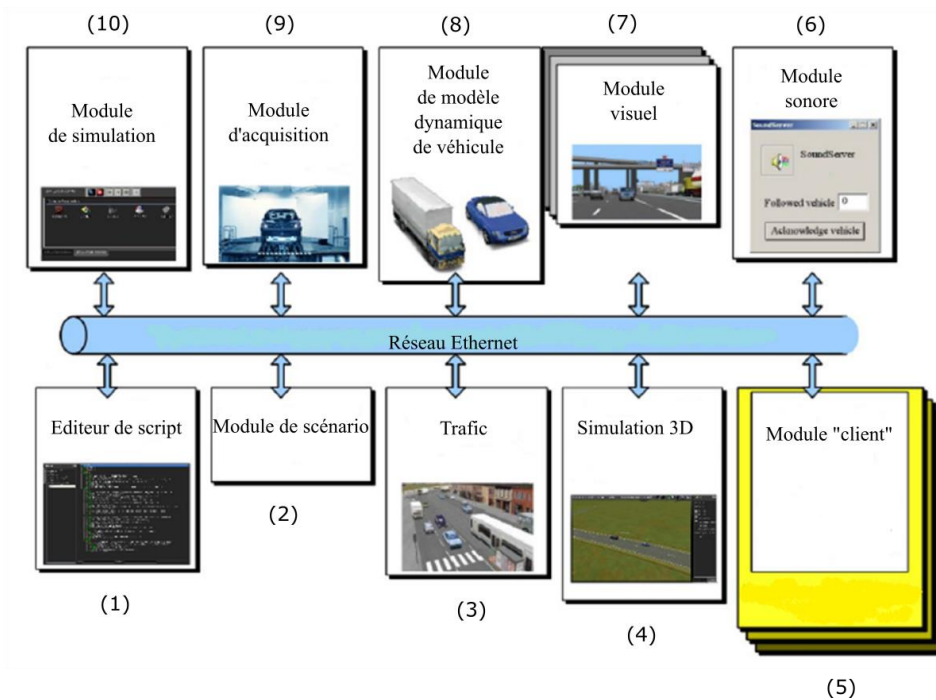 (10)
(9)
(8)
(7)
(6)
Module
de simulation
Module
d'acquisition
Module
de modèle
dynamique
de véhicule
Module
visuel
Module
sonore
SoundServer
SoundServer
Followed vehicle 0
Acknowledge vehicle
Réseau Ethernet
Editeur de script
Module de scénario
Trafic
Simulation 3D
Module "client"
(1)
(2)
(3)
(4)
(5)